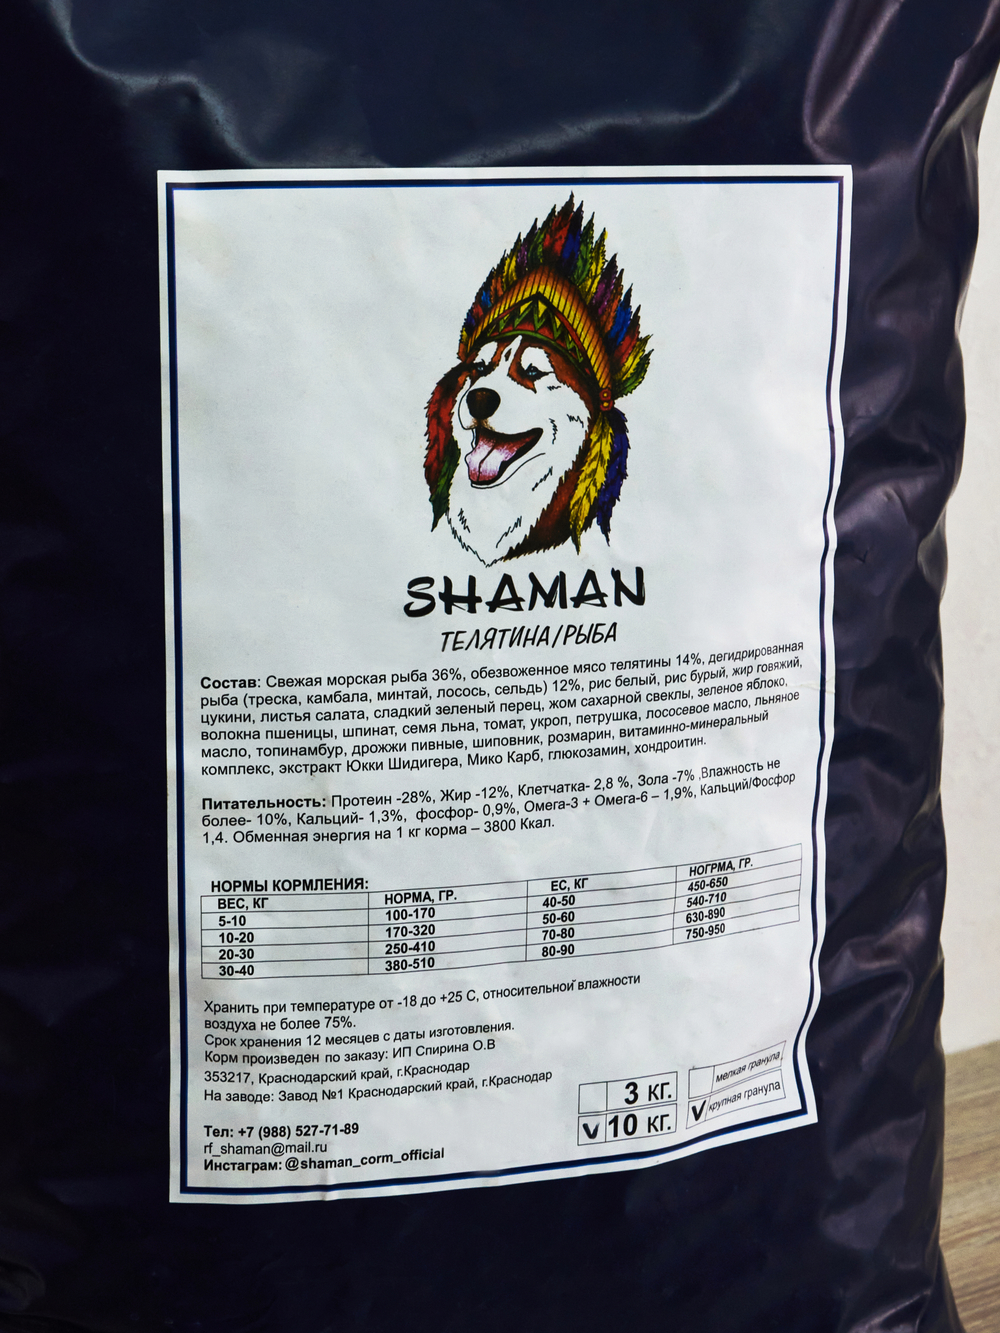 SHAMAN
ТЕЛЯТИНА/РЫБА
Состав: Свежая морская рыба 36%, обезвоженное мясо телятины 14%, дегидрированная
рыба (треска, камбала, минтай, лосось, сельдь) 12%, рис белый, рис бурый, жир говяжий,
цукини, листья салата, сладкий зеленый перец, жом сахарной свеклы, зеленое яблоко,
волокна пшеницы, шпинат, семя льна, томат, укроп, петрушка, лососевое масло, льняное
масло, топинамбур, дрожжи пивные, шиповник, розмарин, витаминно-минеральный
комплекс, экстракт Юкки Шидигера, Мико Карб, глюкозамин, хондроитин.
Питательность: Протеин -28%, Жир -12%, Клетчатка- 2,8 %, Зола -7% ,Влажность не
более- 10%, Кальций- 1,3%, фосфор- 0,9%, Омега-3 + Омега-6 – 1,9%, Кальций/Фосфор
1,4. Обменная энергия на 1 кг корма – 3800 Ккал.
НОРМЫ КОРМЛЕНИЯ:
ВЕС, КГ НОРМА, ГР. ЕС, КГ НОГРМА, ГР.
5-10 100-170 40-50 450-650
10-20 170-320 50-60 540-710
20-30 250-410 70-80 630-890
30-40 380-510 80-90 750-950
Хранить при температуре от -18 до +25 С, относительной влажности
воздуха не более 75%.
Срок хранения 12 месяцев с даты изготовления.
Корм произведен по заказу: ИП Спирина О.В
353217, Краснодарский край, г.Краснодар
На заводе: Завод №1 Краснодарский край, г.Краснодар
3 КГ. мелкая гранула
✓ 10 КГ. ✓ крупная гранула
Тел: +7 (988) 527-71-89
rf_shaman@mail.ru
Инстаграм: @shaman_corm_official